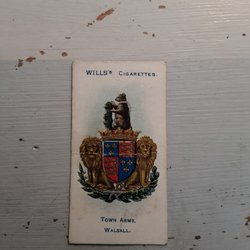 WILLS'S CIGARETTES.
TOWN ARMS,
WALSALL.